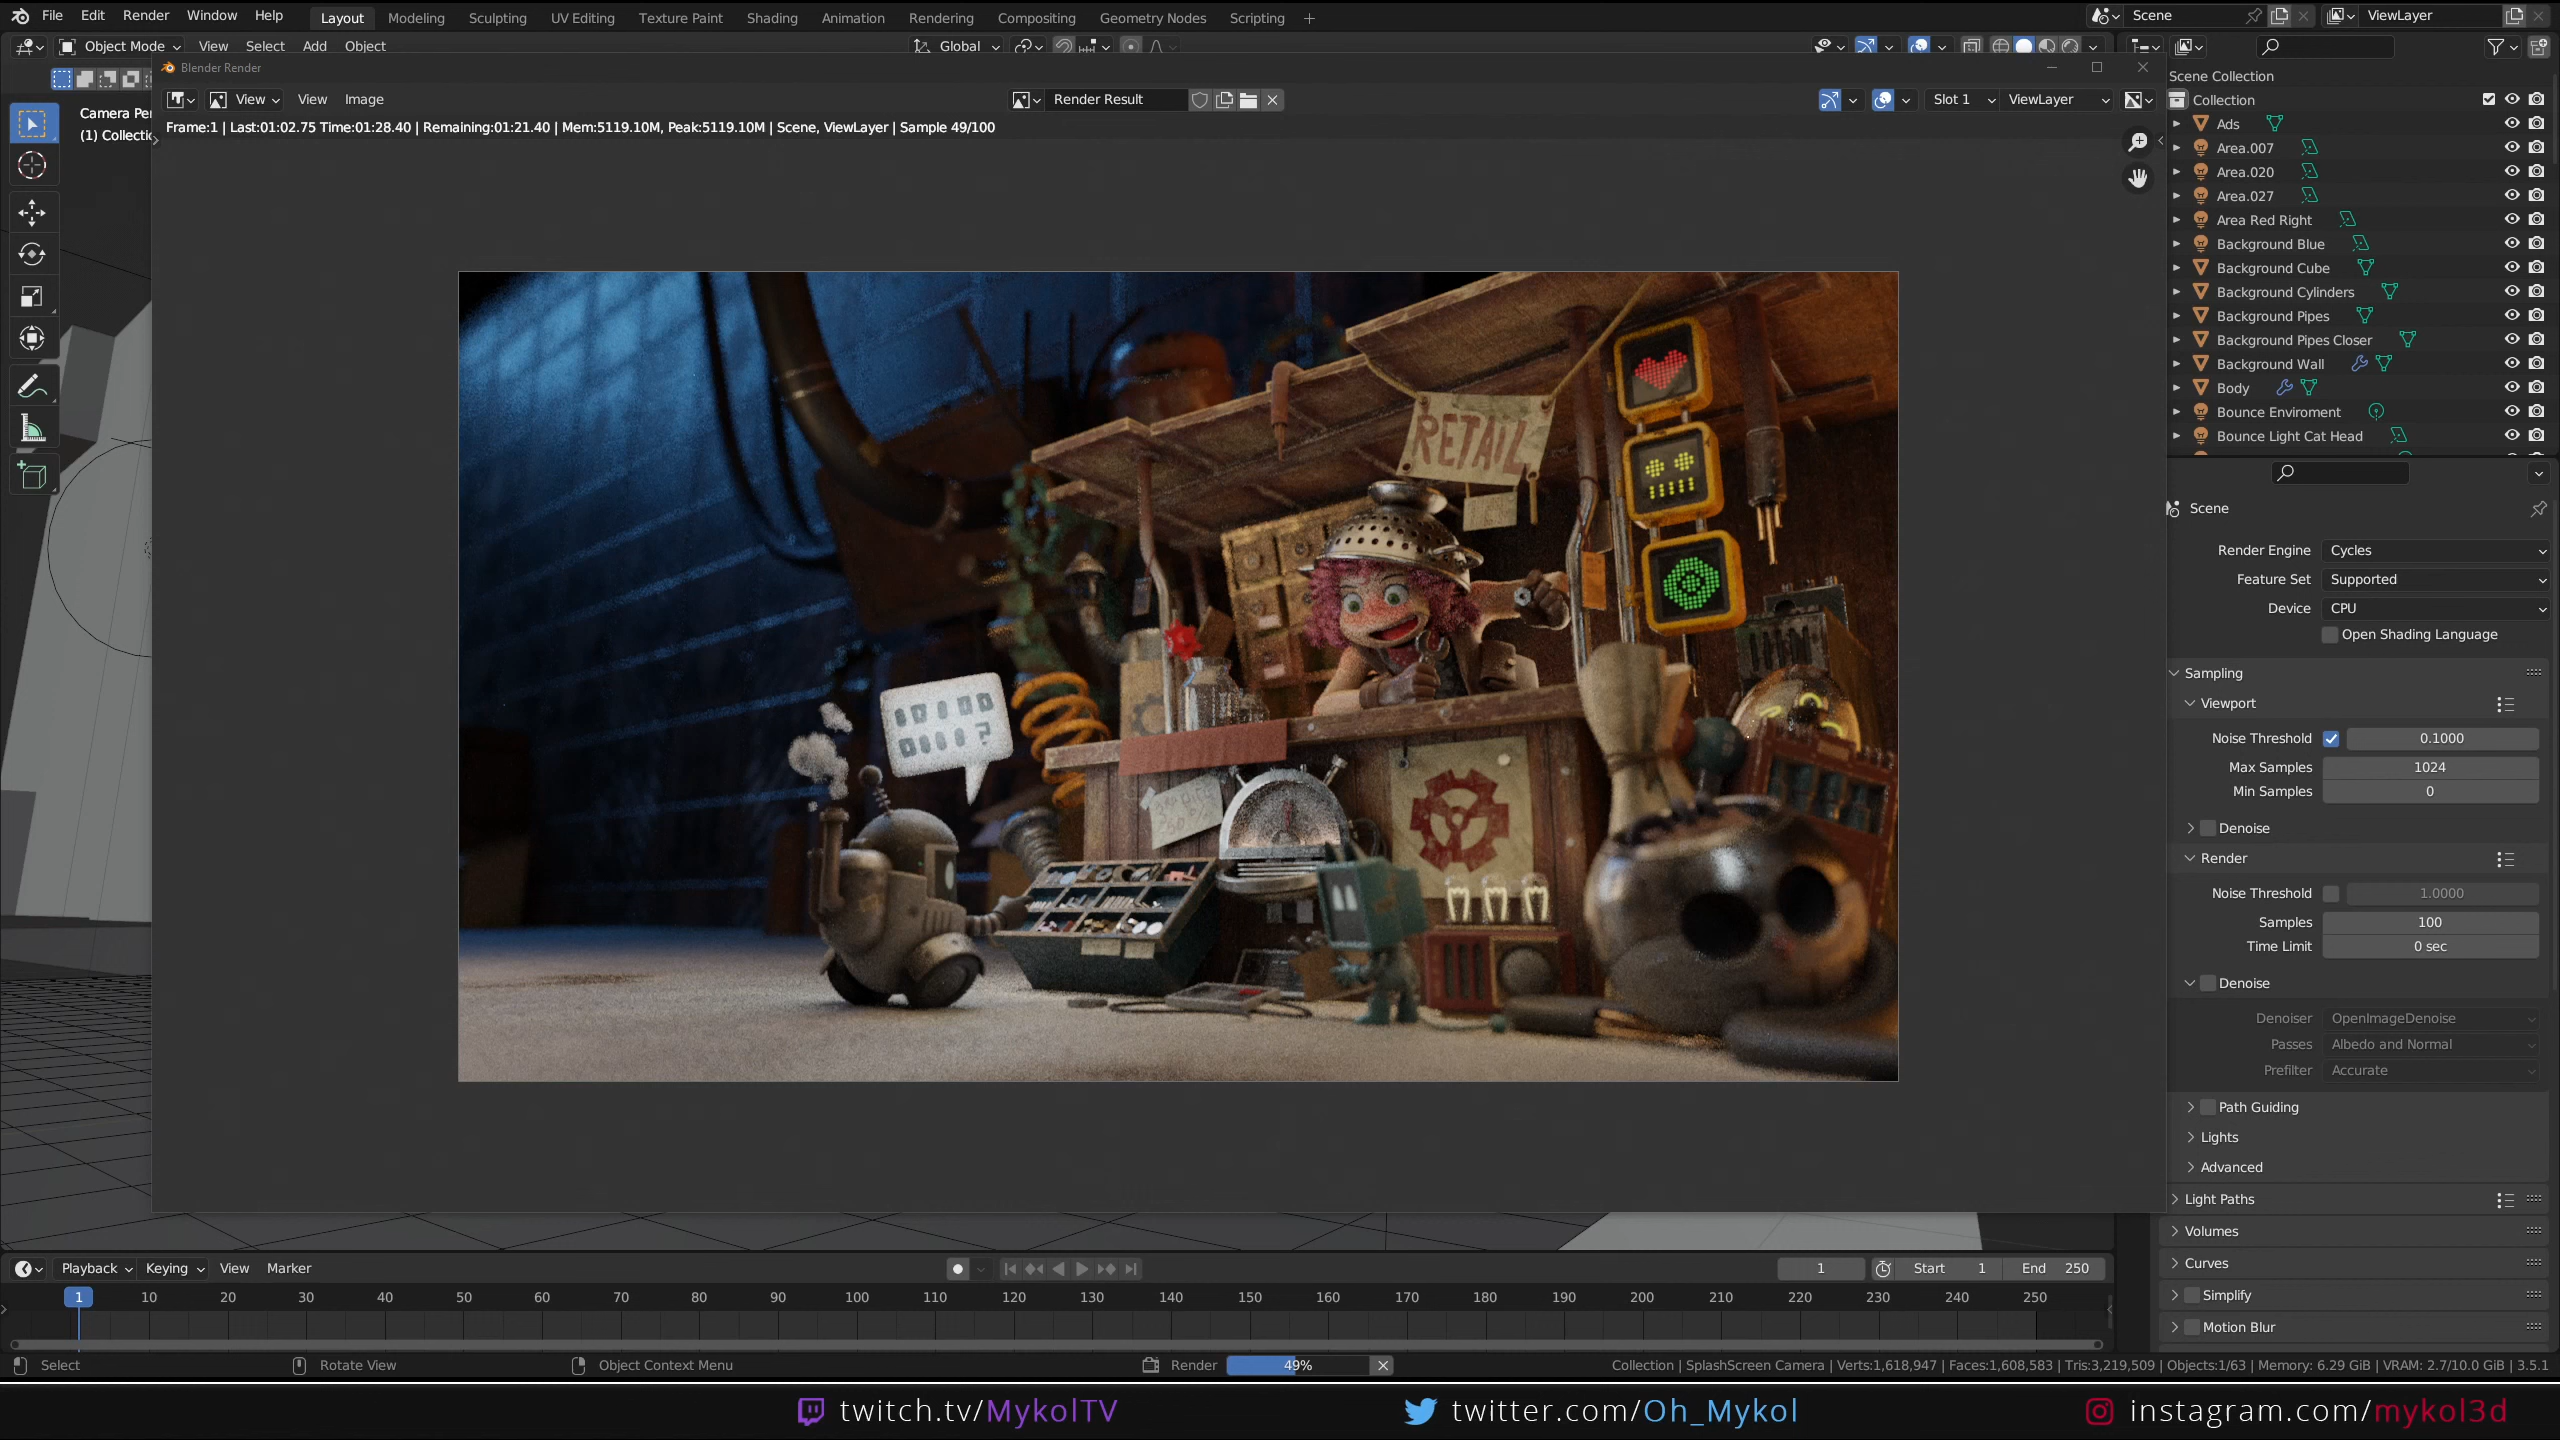 File Edit Render Window Help Layout Modeling Sculpting UV Editing Texture Paint Shading Animation Rendering Compositing Geometry Nodes Scripting + Scene ViewLayer
Object Mode View Select Add Object Global
Blender Render
View View Image Render Result Slot 1 ViewLayer
Frame:1 | Last:01:02.75 Time:01:28.40 | Remaining:01:21.40 | Mem:5119.10M, Peak:5119.10M | Scene, ViewLayer | Sample 49/100
Camera Pe
(1) Collectio
RETAIL
?
Scene Collection
Collection
Ads
Area.007
Area.020
Area.027
Area Red Right
Background Blue
Background Cube
Background Cylinders
Background Pipes
Background Pipes Closer
Background Wall
Body
Bounce Enviroment
Bounce Light Cat Head
Scene
Render Engine Cycles
Feature Set Supported
Device CPU
Open Shading Language
Sampling
Viewport
Noise Threshold 0.1000
Max Samples 1024
Min Samples 0
Denoise
Render
Noise Threshold 1.0000
Samples 100
Time Limit 0 sec
Denoise
Denoiser OpenImageDenoise
Passes Albedo and Normal
Prefilter Accurate
Path Guiding
Lights
Advanced
Light Paths
Volumes
Curves
Simplify
Motion Blur
Playback Keying View Marker 1 Start 1 End 250
1 10 20 30 40 50 60 70 80 90 100 110 120 130 140 150 160 170 180 190 200 210 220 230 240 250
Select Rotate View Object Context Menu Render 49% Collection | SplashScreen Camera | Verts:1,618,947 | Faces:1,608,583 | Tris:3,219,509 | Objects:1/63 | Memory: 6.29 GiB | VRAM: 2.7/10.0 GiB | 3.5.1
twitch.tv/MykolTV twitter.com/Oh_Mykol instagram.com/mykol3d